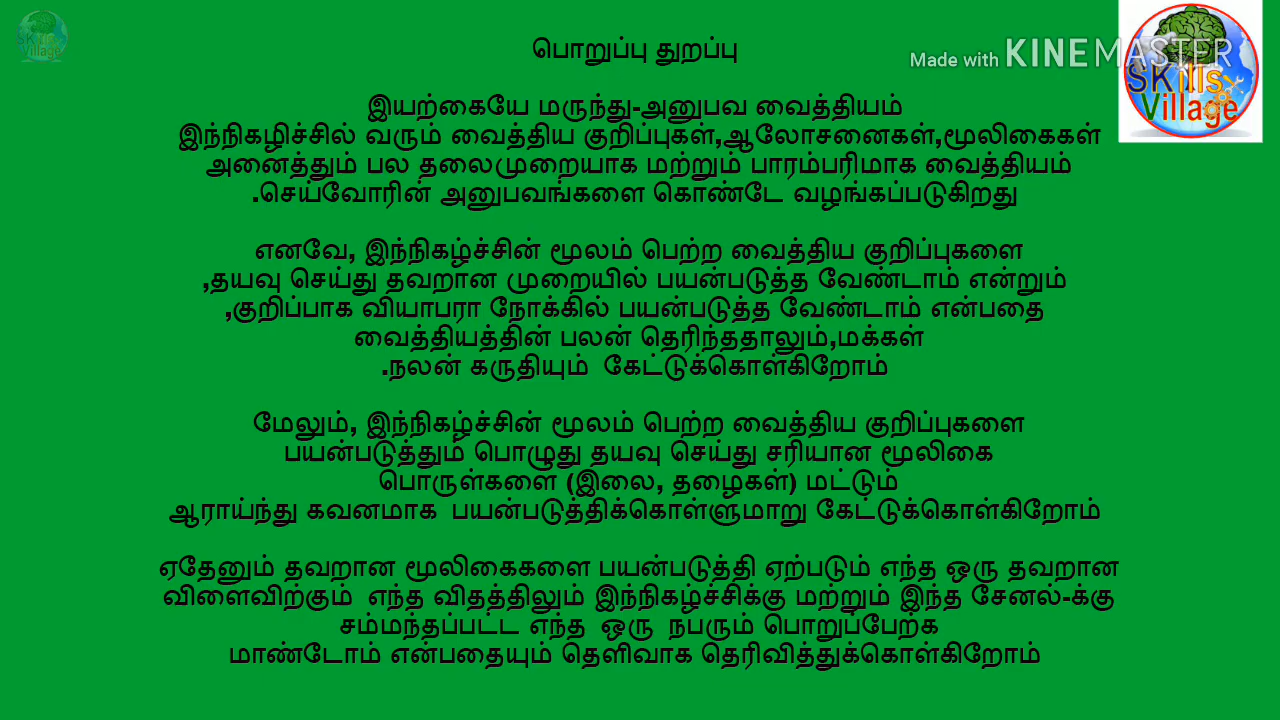 SKills Village
Made with KINEMASTER
SKills Village
பொறுப்பு துறப்பு
இயற்கையே மருந்து-அனுபவ வைத்தியம்
இந்நிகழிச்சில் வரும் வைத்திய குறிப்புகள்,ஆலோசனைகள்,மூலிகைகள்
அனைத்தும் பல தலைமுறையாக மற்றும் பாரம்பரிமாக வைத்தியம்
.செய்வோரின் அனுபவங்களை கொண்டே வழங்கப்படுகிறது
எனவே, இந்நிகழ்ச்சின் மூலம் பெற்ற வைத்திய குறிப்புகளை
,தயவு செய்து தவறான முறையில் பயன்படுத்த வேண்டாம் என்றும்
,குறிப்பாக வியாபரா நோக்கில் பயன்படுத்த வேண்டாம் என்பதை
வைத்தியத்தின் பலன் தெரிந்ததாலும்,மக்கள்
.நலன் கருதியும் கேட்டுக்கொள்கிறோம்
மேலும், இந்நிகழ்ச்சின் மூலம் பெற்ற வைத்திய குறிப்புகளை
பயன்படுத்தும் பொழுது தயவு செய்து சரியான மூலிகை
பொருள்களை (இலை, தழைகள்) மட்டும்
ஆராய்ந்து கவனமாக பயன்படுத்திக்கொள்ளுமாறு கேட்டுக்கொள்கிறோம்
ஏதேனும் தவறான மூலிகைகளை பயன்படுத்தி ஏற்படும் எந்த ஒரு தவறான
விளைவிற்கும் எந்த விதத்திலும் இந்நிகழ்ச்சிக்கு மற்றும் இந்த சேனல்-க்கு
சம்மந்தப்பட்ட எந்த ஒரு நபரும் பொறுப்பேற்க
மாண்டோம் என்பதையும் தெளிவாக தெரிவித்துக்கொள்கிறோம்